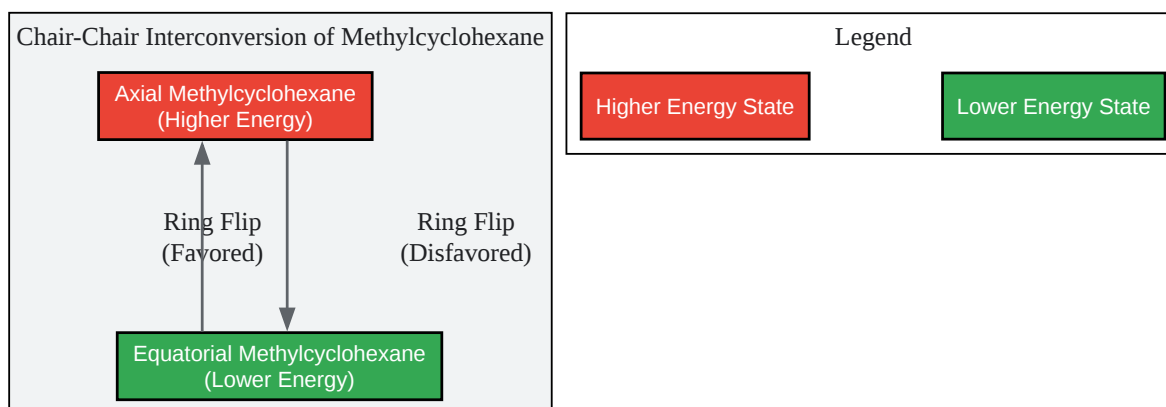 Chair-Chair Interconversion of Methylcyclohexane
Axial Methylcyclohexane
(Higher Energy)
Ring Flip
(Favored)
Ring Flip
(Disfavored)
Equatorial Methylcyclohexane
(Lower Energy)
Legend
Higher Energy State
Lower Energy State